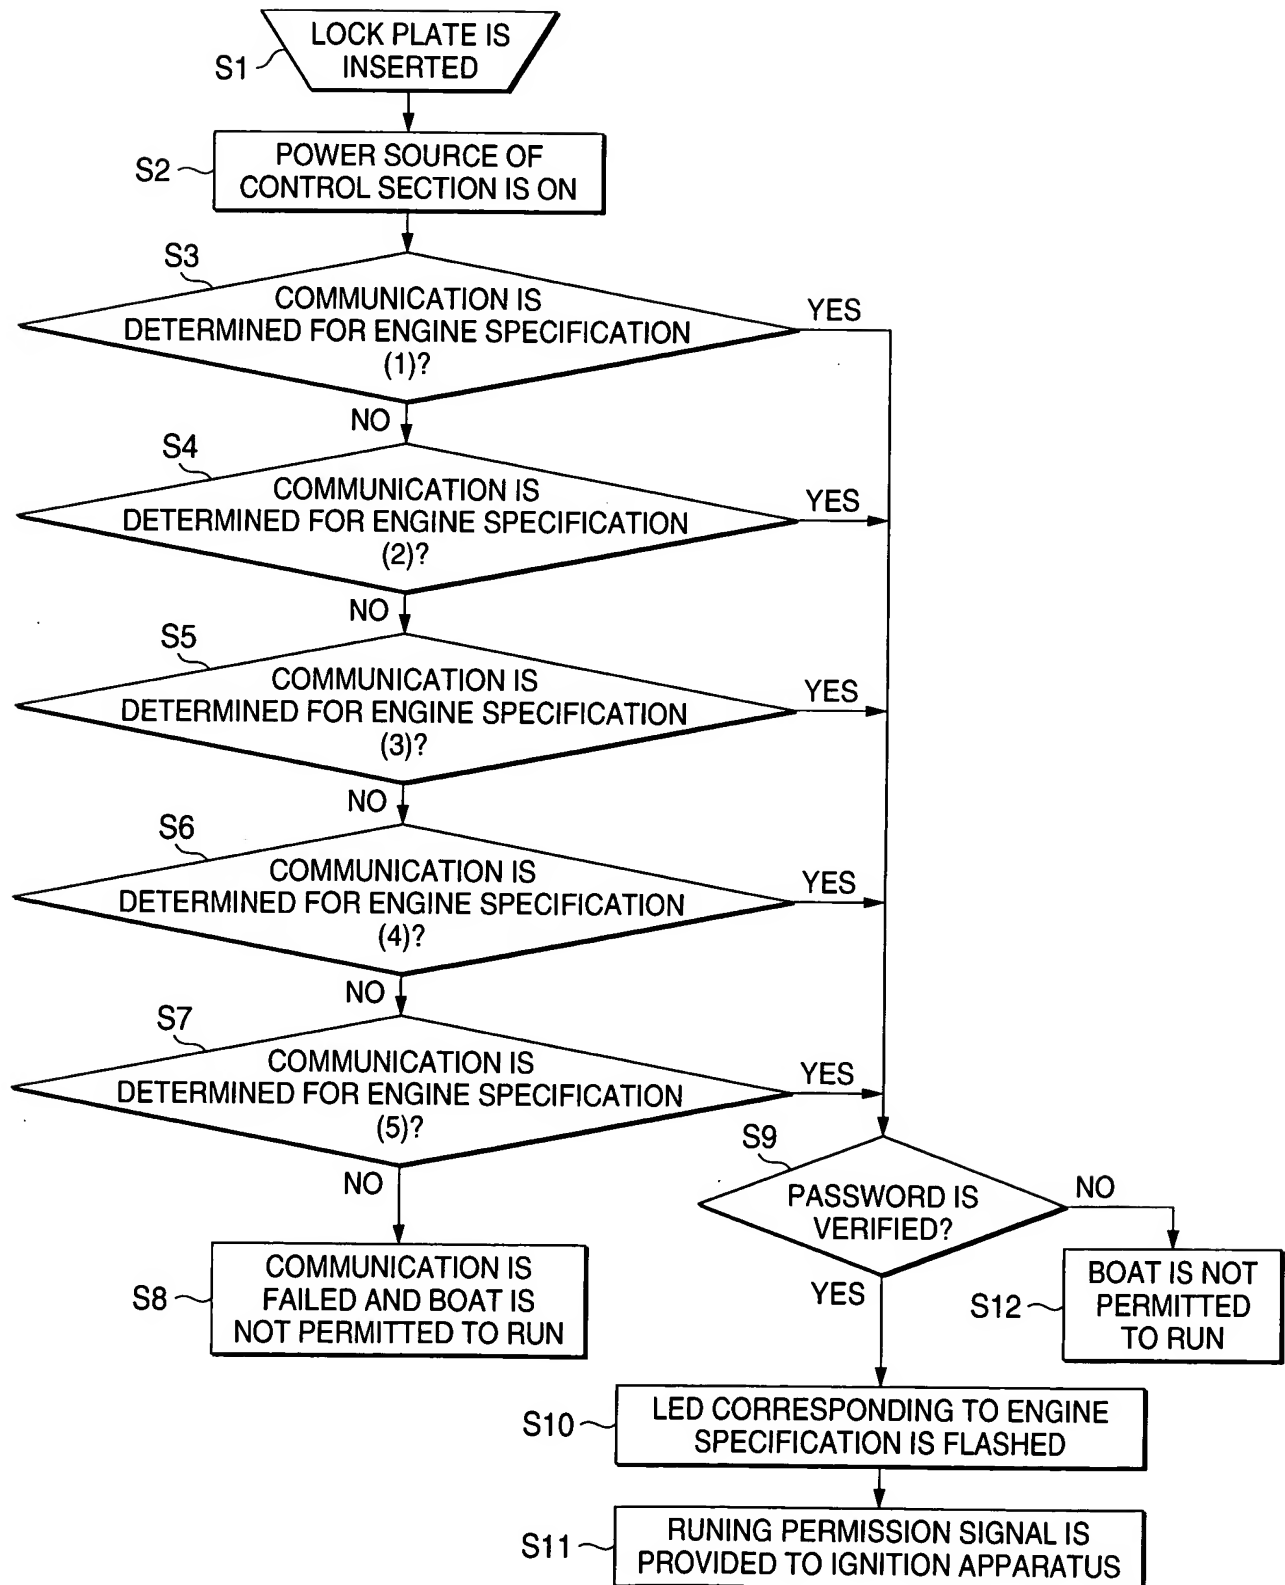 LOCK PLATE IS
INSERTED
S1
POWER SOURCE OF
CONTROL SECTION IS ON
S2
S3
COMMUNICATION IS
DETERMINED FOR ENGINE SPECIFICATION
(1)?
YES
NO
S4
COMMUNICATION IS
DETERMINED FOR ENGINE SPECIFICATION
(2)?
YES
NO
S5
COMMUNICATION IS
DETERMINED FOR ENGINE SPECIFICATION
(3)?
YES
NO
S6
COMMUNICATION IS
DETERMINED FOR ENGINE SPECIFICATION
(4)?
YES
NO
S7
COMMUNICATION IS
DETERMINED FOR ENGINE SPECIFICATION
(5)?
YES
NO
S8
COMMUNICATION IS
FAILED AND BOAT IS
NOT PERMITTED TO RUN
S9
PASSWORD IS
VERIFIED?
NO
YES
S12
BOAT IS NOT
PERMITTED
TO RUN
S10
LED CORRESPONDING TO ENGINE
SPECIFICATION IS FLASHED
S11
RUNING PERMISSION SIGNAL IS
PROVIDED TO IGNITION APPARATUS